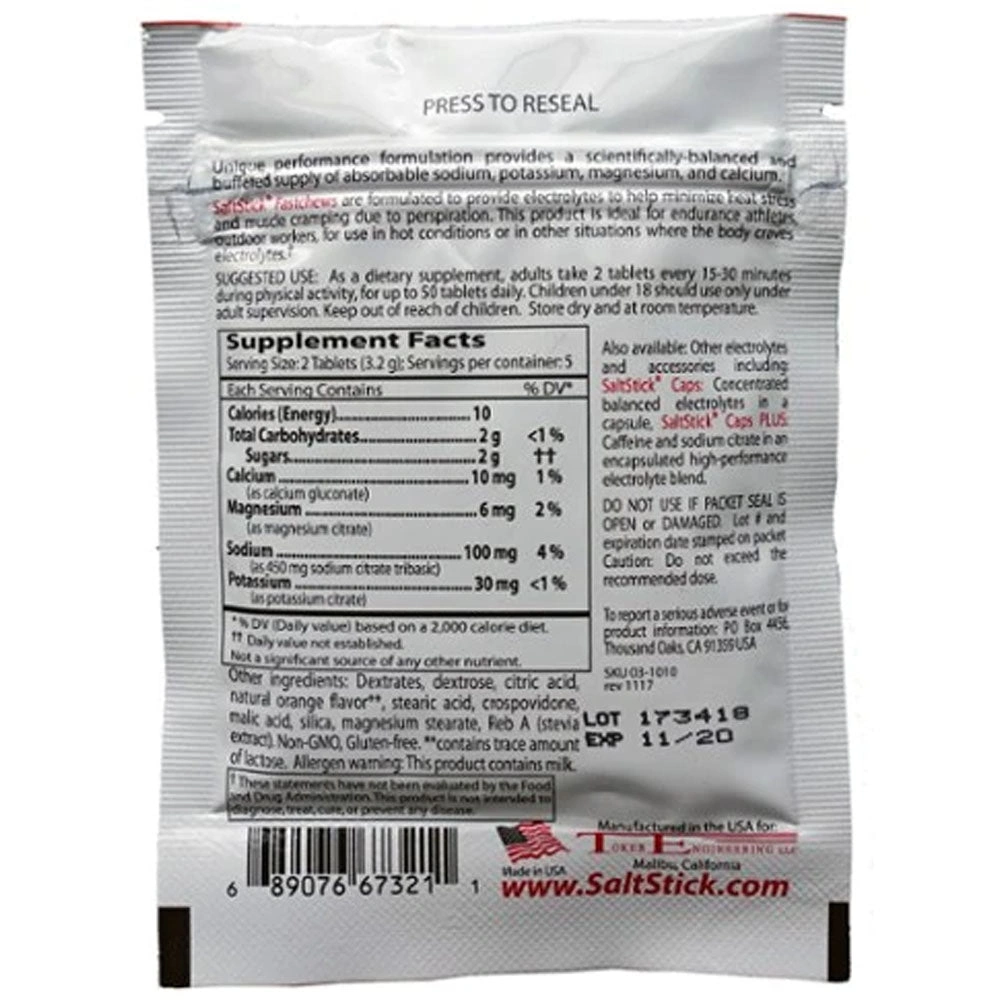 PRESS TO RESEAL
Unique performance formulation provides a scientifically-balanced and
buffeted supply of absorbable sodium, potassium, magnesium, and calcium.
SaltStick® Fastchews are formulated to provide electrolytes to help minimize heat stress
and muscle cramping due to perspiration. This product is ideal for endurance athletes,
outdoor workers, for use in hot conditions or in other situations where the body craves
electrolytes.†
SUGGESTED USE: As a dietary supplement, adults take 2 tablets every 15-30 minutes
during physical activity, for up to 50 tablets daily. Children under 18 should use only under
adult supervision. Keep out of reach of children. Store dry and at room temperature.
Supplement Facts
Serving Size: 2 Tablets (3.2 g); Servings per container: 5
Each Serving Contains % DV*
Calories (Energy)........................10
Total Carbohydrates.....................2 g <1 %
Sugars.................................2 g ††
Calcium...................................10 mg 1 %
(as calcium gluconate)
Magnesium..............................6 mg 2 %
(as magnesium citrate)
Sodium...................................100 mg 4 %
(as 450 mg sodium citrate tribasic)
Potassium................................30 mg <1 %
(as potassium citrate)
*% DV (Daily value) based on a 2,000 calorie diet.
†† Daily value not established.
Not a significant source of any other nutrient.
Other ingredients: Dextrates, dextrose, citric acid,
natural orange flavor**, stearic acid, crospovidone,
malic acid, silica, magnesium stearate, Reb A (stevia
extract). Non-GMO, Gluten-free. **contains trace amount
of lactose. Allergen warning: This product contains milk.
† These statements have not been evaluated by the Food
and Drug Administration. This product is not intended to
diagnose, treat, cure, or prevent any disease.
Also available: Other electrolytes
and accessories including
SaltStick® Caps: Concentrated
balanced electrolytes in a
capsule, SaltStick® Caps PLUS:
Caffeine and sodium citrate in an
encapsulated high-performance
electrolyte blend.
DO NOT USE IF PACKET SEAL IS
OPEN or DAMAGED. Lot # and
expiration date stamped on packet
Caution: Do not exceed the
recommended dose.
To report a serious adverse event or for
product information: PO Box 4456,
Thousand Oaks, CA 91359 USA
SKU 03-1010
rev 1117
LOT 173418
EXP 11/20
6 89076 67321 1
Made in USA
Manufactured in the USA for:
TOKER ENGINEERING LLC
Malibu, California
www.SaltStick.com